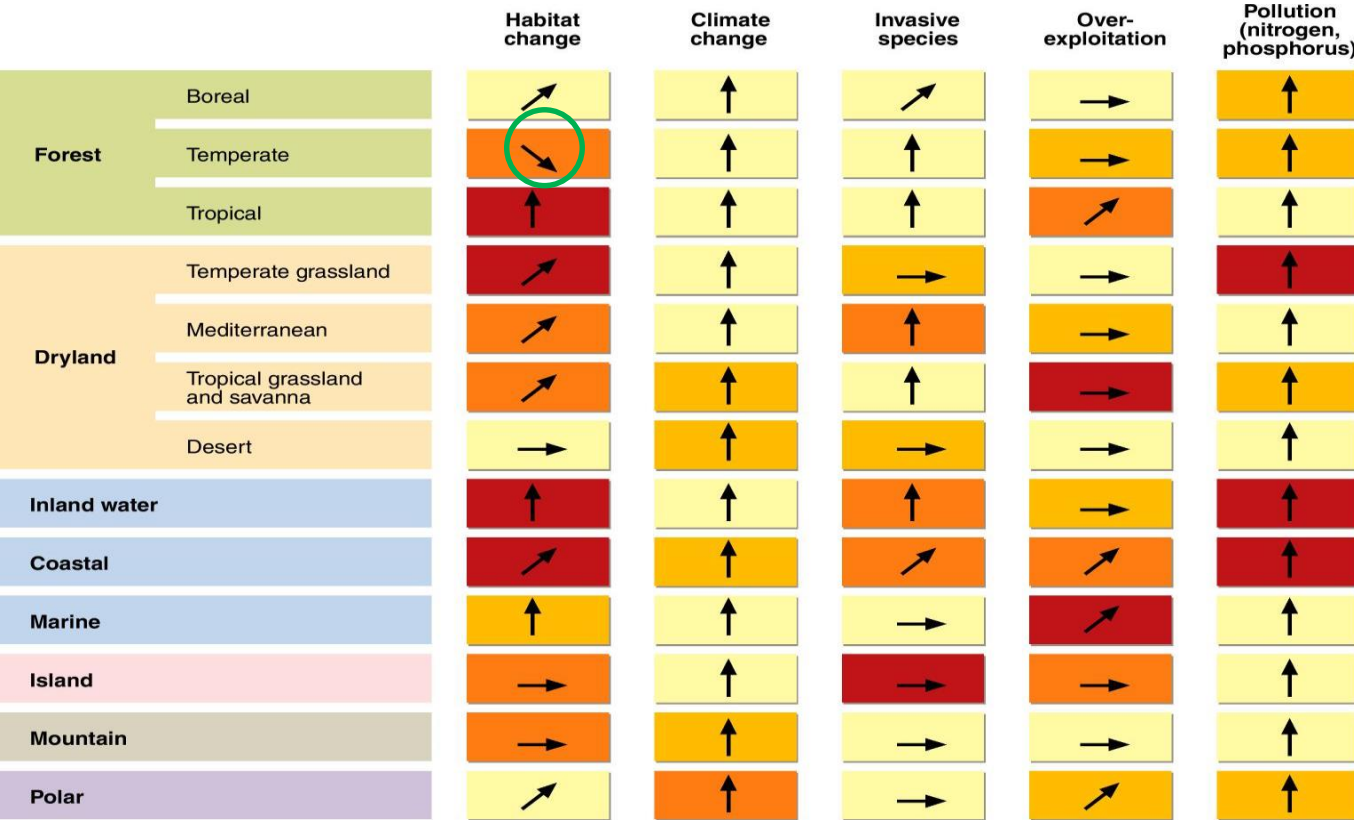 Habitat
change
Climate
change
Invasive
species
Over-
exploitation
Pollution
(nitrogen,
phosphorus)
Forest
Boreal
Temperate
Tropical
Dryland
Temperate grassland
Mediterranean
Tropical grassland
and savanna
Desert
Inland water
Coastal
Marine
Island
Mountain
Polar